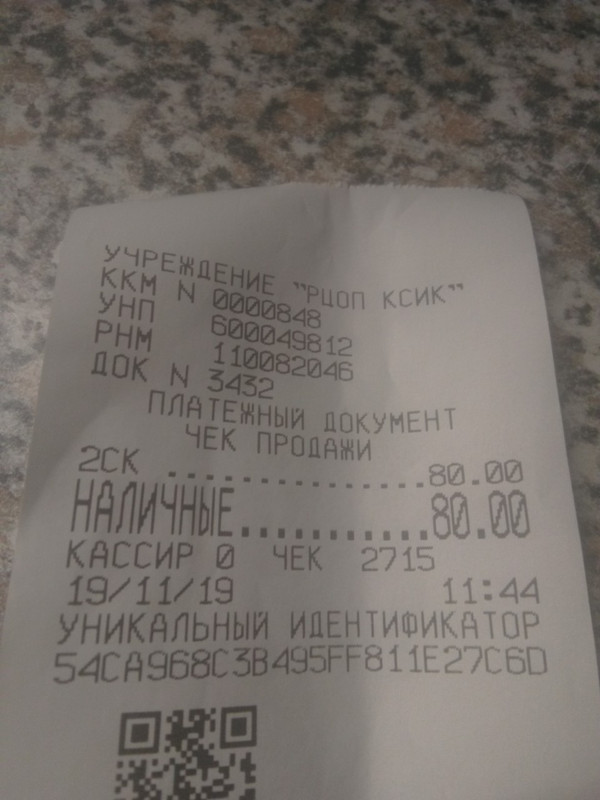 УЧРЕЖДЕНИЕ "РЦОП КСИК"
ККМ N 0000848
УНП 600049812
РНМ 110082046
ДОК N 3432
ПЛАТЕЖНЫЙ ДОКУМЕНТ
ЧЕК ПРОДАЖИ
2СК ................80.00
НАЛИЧНЫЕ...........80.00
КАССИР 0 ЧЕК 2715
19/11/19 11:44
УНИКАЛЬНЫЙ ИДЕНТИФИКАТОР
54CA968C3B495FF811E27C6D